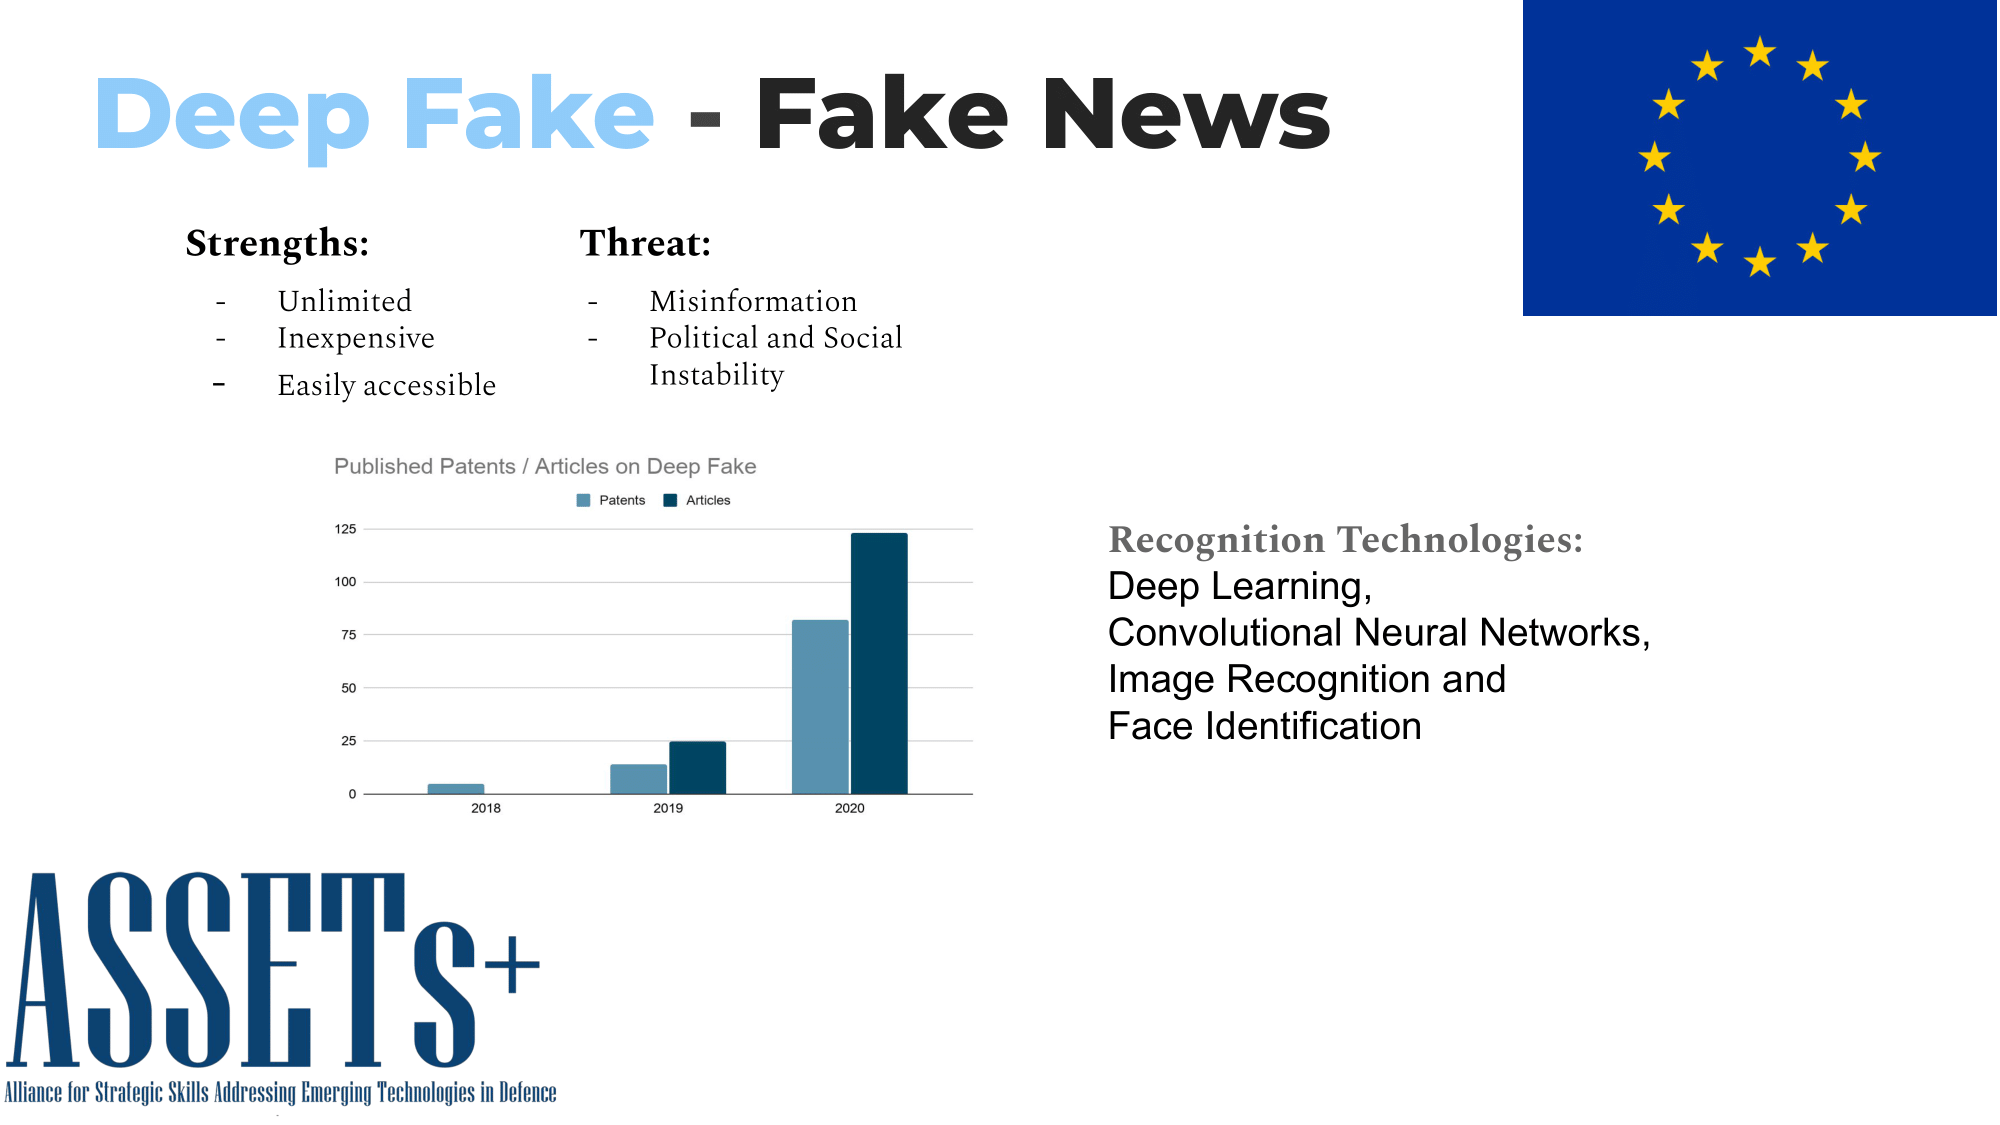 Deep Fake - Fake News
Strengths:
- Unlimited
- Inexpensive
- Easily accessible
Threat:
- Misinformation
- Political and Social
Instability
Published Patents / Articles on Deep Fake
Patents Articles
125
100
75
50
25
0
2018 2019 2020
Recognition Technologies:
Deep Learning,
Convolutional Neural Networks,
Image Recognition and
Face Identification
ASSETs+
Alliance for Strategic Skills Addressing Emerging Technologies in Defence